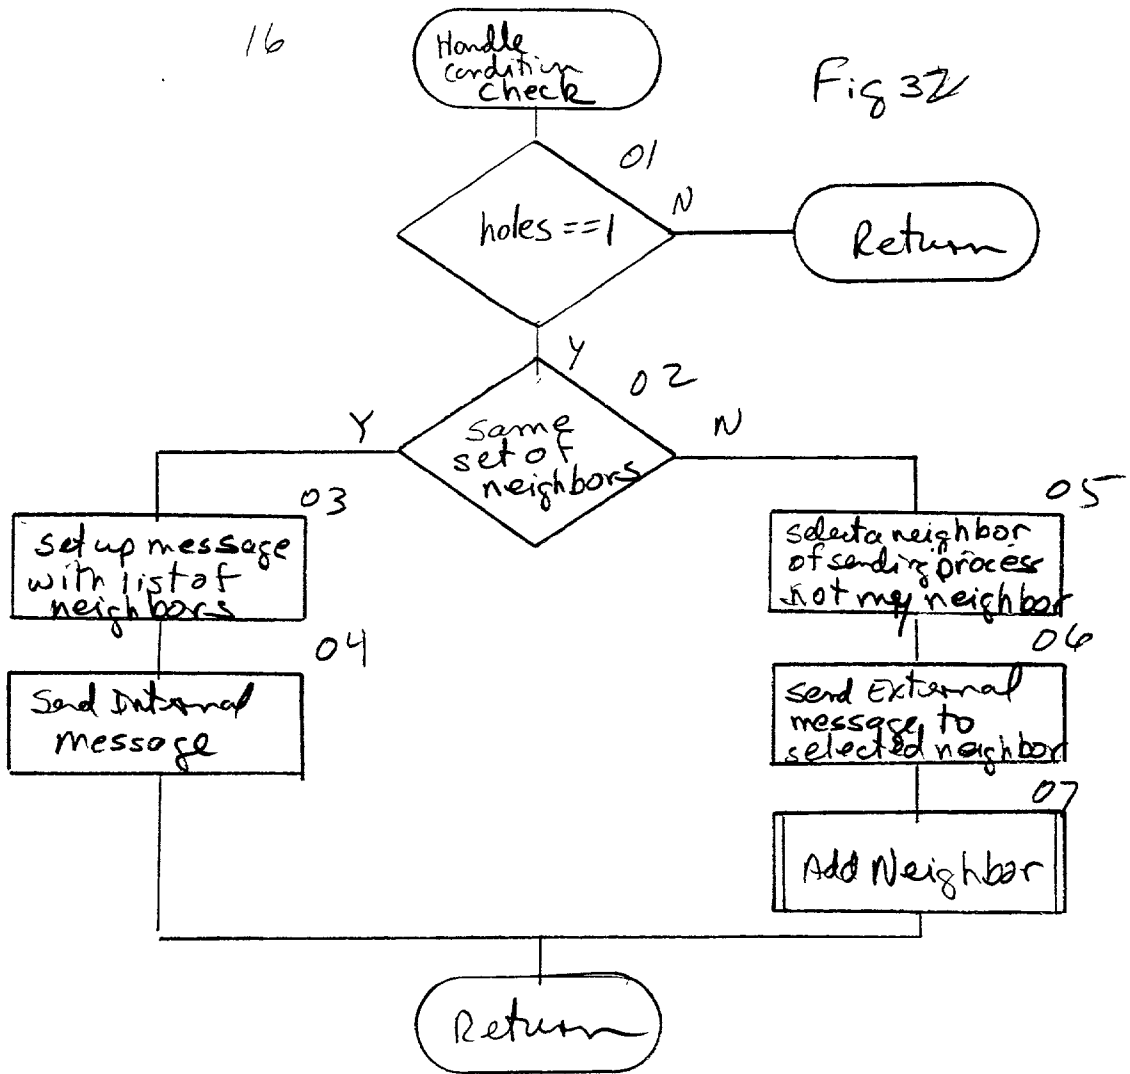 16
Handle
condition
check
Fig 32
01
N
holes==1
Return
Y
02
Y
N
same
set of
neighbors
03
set up message
with list of
neighbors
05
select a neighbor
of sending process
not my neighbor
04
Send Internal
message
06
send External
message to
selected neighbor
07
Add Neighbor
Return